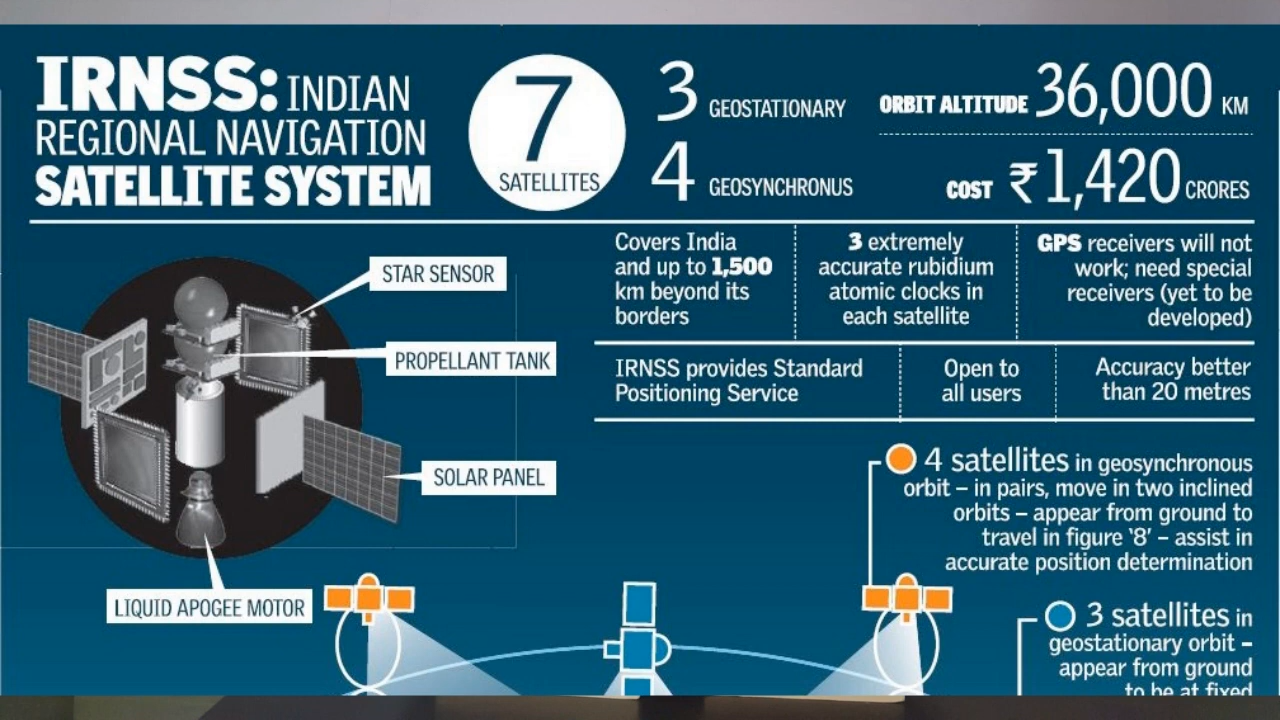 IRNSS: INDIAN
REGIONAL NAVIGATION
SATELLITE SYSTEM
7
SATELLITES
3 GEOSTATIONARY
4 GEOSYNCHRONUS
ORBIT ALTITUDE 36,000 KM
COST ₹1,420 CRORES
Covers India
and up to 1,500
km beyond its
borders
3 extremely
accurate rubidium
atomic clocks in
each satellite
GPS receivers will not
work; need special
receivers (yet to be
developed)
IRNSS provides Standard
Positioning Service
Open to
all users
Accuracy better
than 20 metres
STAR SENSOR
PROPELLANT TANK
SOLAR PANEL
LIQUID APOGEE MOTOR
4 satellites in geosynchronous
orbit – in pairs, move in two inclined
orbits – appear from ground to
travel in figure ‘8’ – assist in
accurate position determination
3 satellites in
geostationary orbit –
appear from ground
to be at fixed